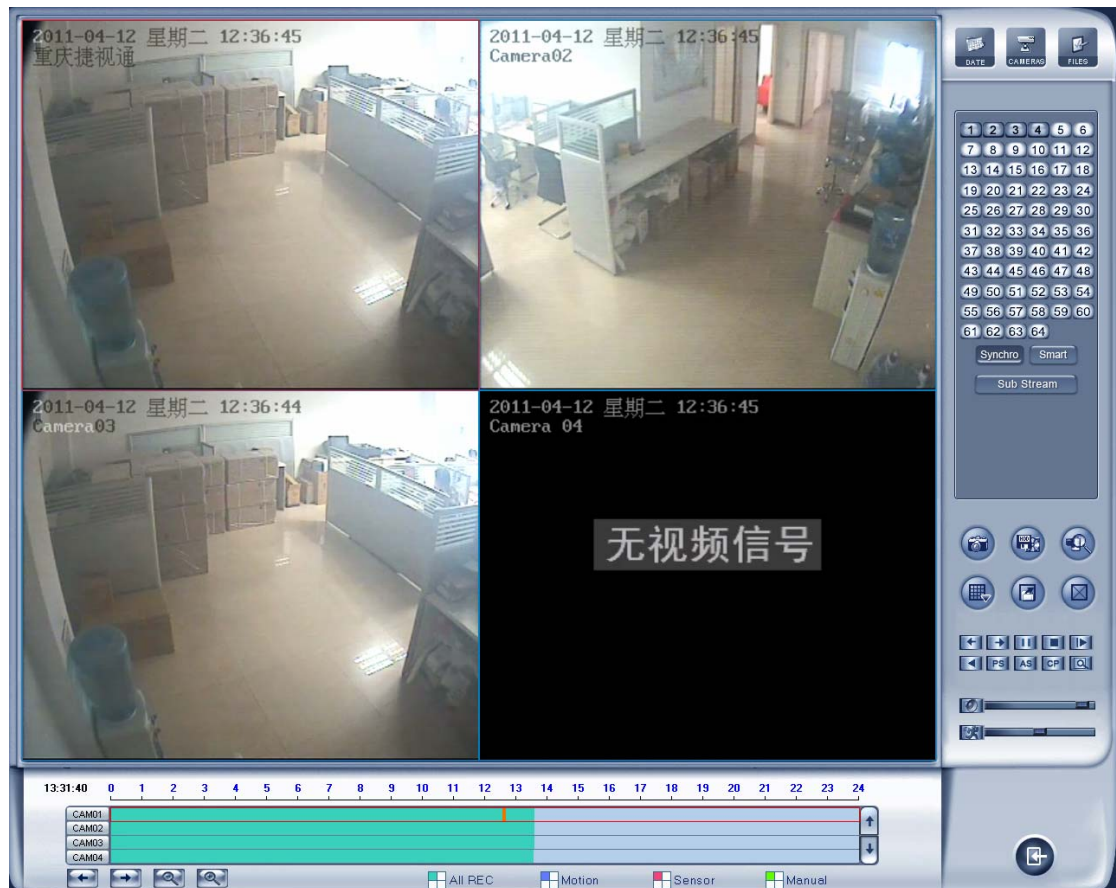 2011-04-12 星期二 12:36:45
重庆捷视通
2011-04-12 星期二 12:36:45
Camera02
2011-04-12 星期二 12:36:44
Camera03
2011-04-12 星期二 12:36:45
Camera 04
无视频信号
DATE
CAMERAS
FILES
1 2 3 4 5 6
7 8 9 10 11 12
13 14 15 16 17 18
19 20 21 22 23 24
25 26 27 28 29 30
31 32 33 34 35 36
37 38 39 40 41 42
43 44 45 46 47 48
49 50 51 52 53 54
55 56 57 58 59 60
61 62 63 64
Synchro Smart
Sub Stream
PS AS CP
13:31:40 0 1 2 3 4 5 6 7 8 9 10 11 12 13 14 15 16 17 18 19 20 21 22 23 24
CAM01
CAM02
CAM03
CAM04
All REC Motion Sensor Manual